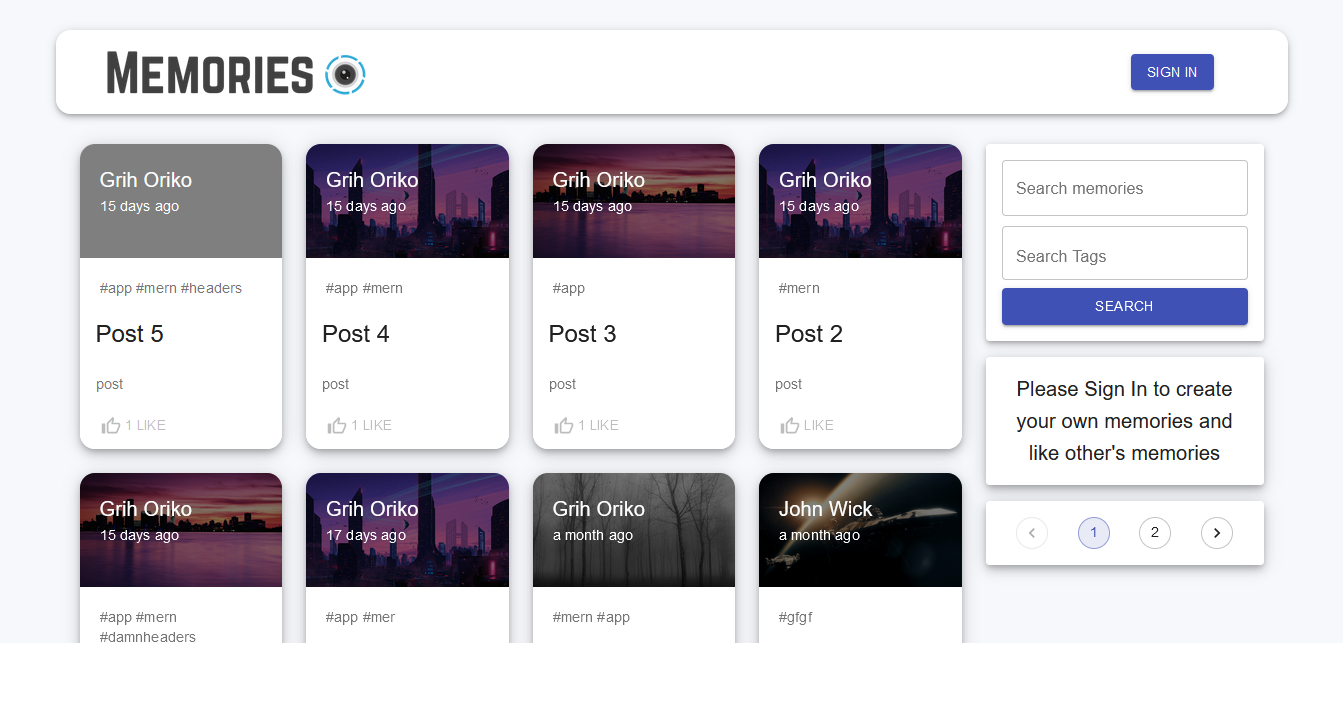 MEMORIES
SIGN IN
Grih Oriko
15 days ago
#app #mern #headers
Post 5
post
1 LIKE
Grih Oriko
15 days ago
#app #mern
Post 4
post
1 LIKE
Grih Oriko
15 days ago
#app
Post 3
post
1 LIKE
Grih Oriko
15 days ago
#mern
Post 2
post
LIKE
Grih Oriko
15 days ago
#app #mern
#damnheaders
Grih Oriko
17 days ago
#app #mer
Grih Oriko
a month ago
#mern #app
John Wick
a month ago
#gfgf
Search memories
Search Tags
SEARCH
Please Sign In to create
your own memories and
like other's memories
1 2